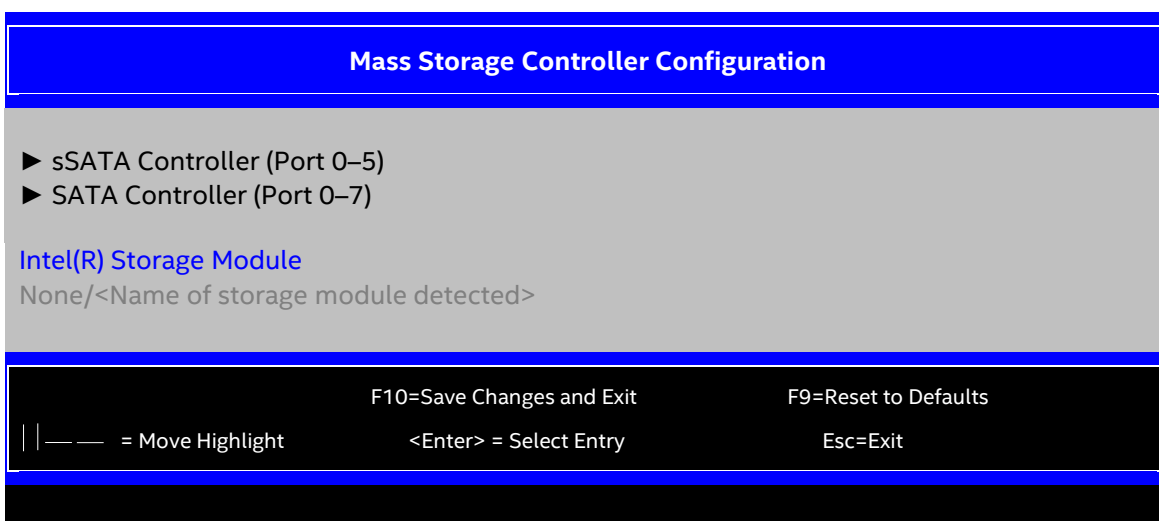 Mass Storage Controller Configuration
► sSATA Controller (Port 0–5)
► SATA Controller (Port 0–7)
Intel(R) Storage Module
None/<Name of storage module detected>
F10=Save Changes and Exit F9=Reset to Defaults
= Move Highlight <Enter> = Select Entry Esc=Exit